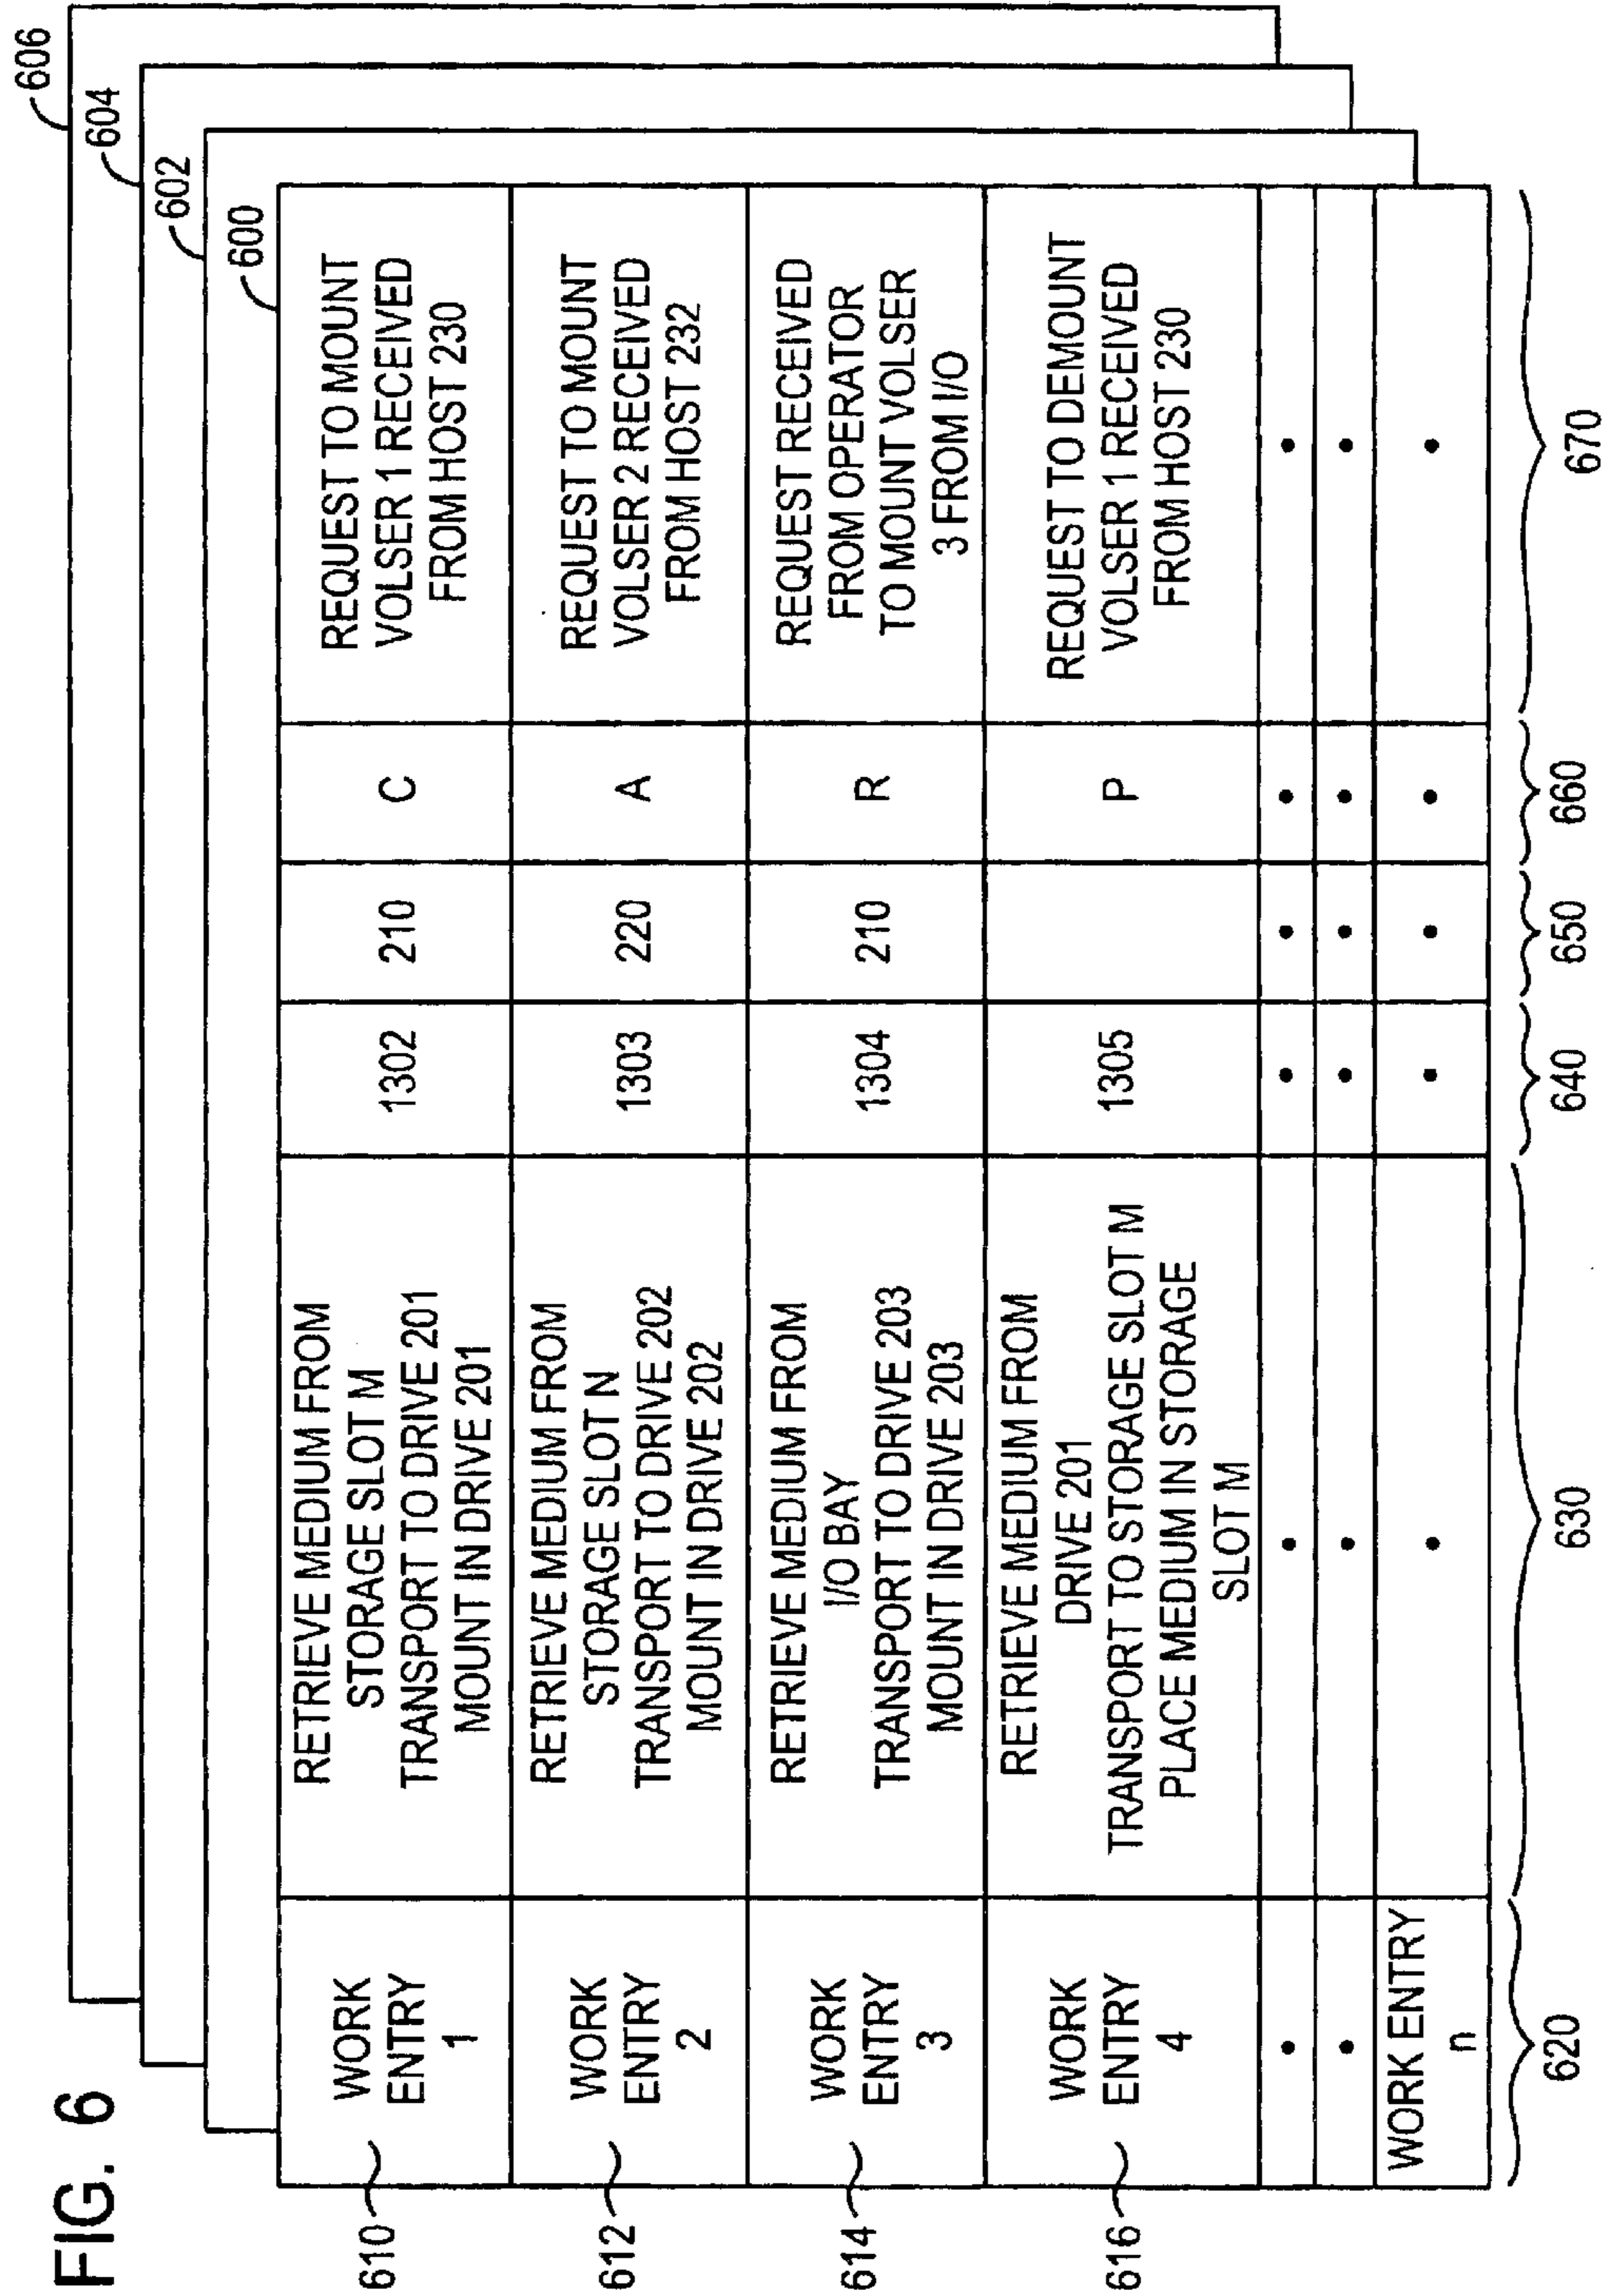 FIG. 6
606
604
602
600
610
WORK
ENTRY
1
RETRIEVE MEDIUM FROM
STORAGE SLOT M
TRANSPORT TO DRIVE 201
MOUNT IN DRIVE 201
1302
210
C
REQUEST TO MOUNT
VOLSER 1 RECEIVED
FROM HOST 230
612
WORK
ENTRY
2
RETRIEVE MEDIUM FROM
STORAGE SLOT N
TRANSPORT TO DRIVE 202
MOUNT IN DRIVE 202
1303
220
A
REQUEST TO MOUNT
VOLSER 2 RECEIVED
FROM HOST 232
614
WORK
ENTRY
3
RETRIEVE MEDIUM FROM
I/O BAY
TRANSPORT TO DRIVE 203
MOUNT IN DRIVE 203
1304
210
R
REQUEST RECEIVED
FROM OPERATOR
TO MOUNT VOLSER
3 FROM I/O
616
WORK
ENTRY
4
RETRIEVE MEDIUM FROM
DRIVE 201
TRANSPORT TO STORAGE SLOT M
PLACE MEDIUM IN STORAGE
SLOT M
1305
P
REQUEST TO DEMOUNT
VOLSER 1 RECEIVED
FROM HOST 230
WORK ENTRY
n
620
630
640
650
660
670